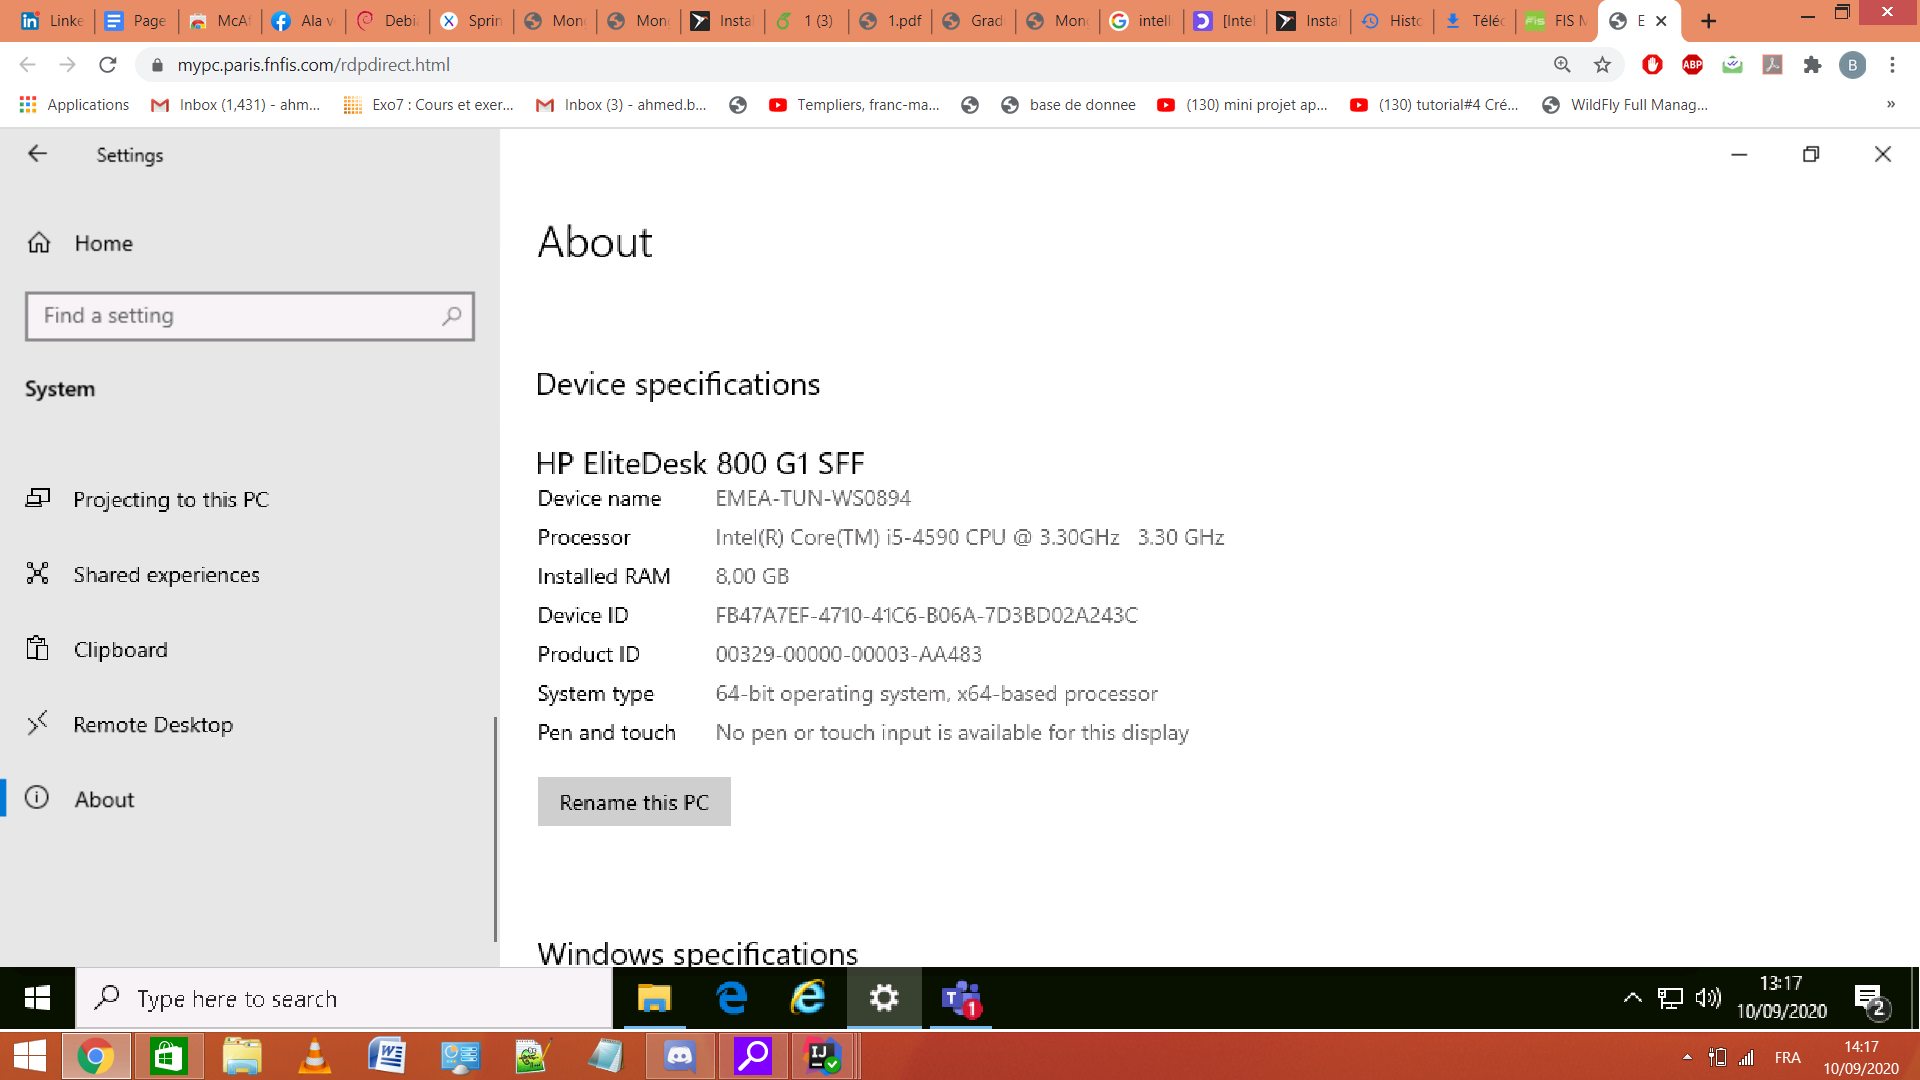 Linke
Page
McAf
Ala v
Debi
Sprin
Mon
Mon
Insta
1 (3)
1.pdf
Grad
Mon
intell
[Intel
Insta
Histo
Téléc
FIS M
E
mypc.paris.fnfis.com/rdpdirect.html
ABP
B
Applications
Inbox (1,431) - ahm...
Exo7 : Cours et exer...
Inbox (3) - ahmed.b...
Templiers, franc-ma...
base de donnee
(130) mini projet ap...
(130) tutorial#4 Cré...
WildFly Full Manag...
»
Settings
Home
Find a setting
System
Projecting to this PC
Shared experiences
Clipboard
Remote Desktop
About
About
Device specifications
HP EliteDesk 800 G1 SFF
Device name EMEA-TUN-WS0894
Processor Intel(R) Core(TM) i5-4590 CPU @ 3.30GHz 3.30 GHz
Installed RAM 8,00 GB
Device ID FB47A7EF-4710-41C6-B06A-7D3BD02A243C
Product ID 00329-00000-00003-AA483
System type 64-bit operating system, x64-based processor
Pen and touch No pen or touch input is available for this display
Rename this PC
Windows specifications
Type here to search
1
13:17
10/09/2020
2
FRA
14:17
10/09/2020